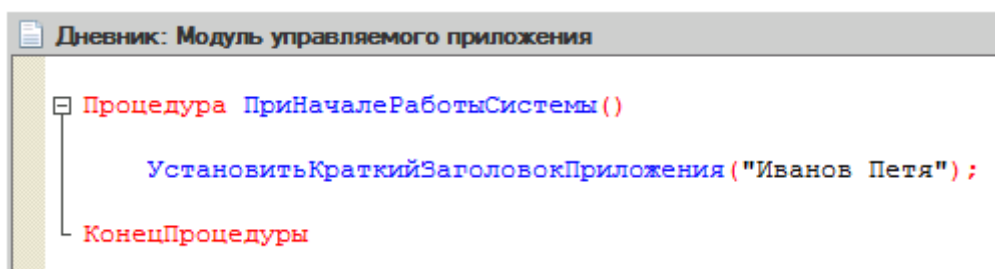 Дневник: Модуль управляемого приложения
Процедура ПриНачалеРаботыСистемы()
УстановитьКраткийЗаголовокПриложения("Иванов Петя");
КонецПроцедуры